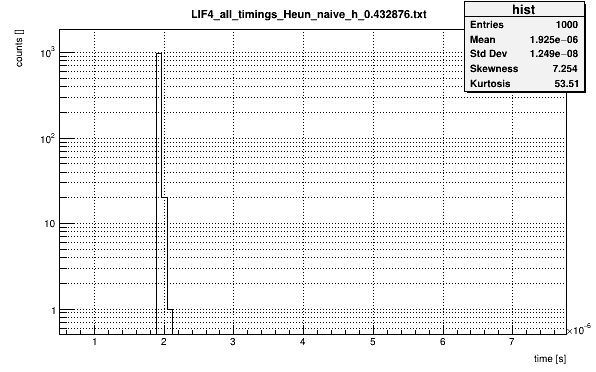 LIF4_all_timings_Heun_naive_h_0.432876.txt
hist
Entries 1000
Mean 1.925e−06
Std Dev 1.249e−08
Skewness 7.254
Kurtosis 53.51
counts []
10³
10²
10
1
1 2 3 4 5 6 7
×10⁻⁶
time [s]